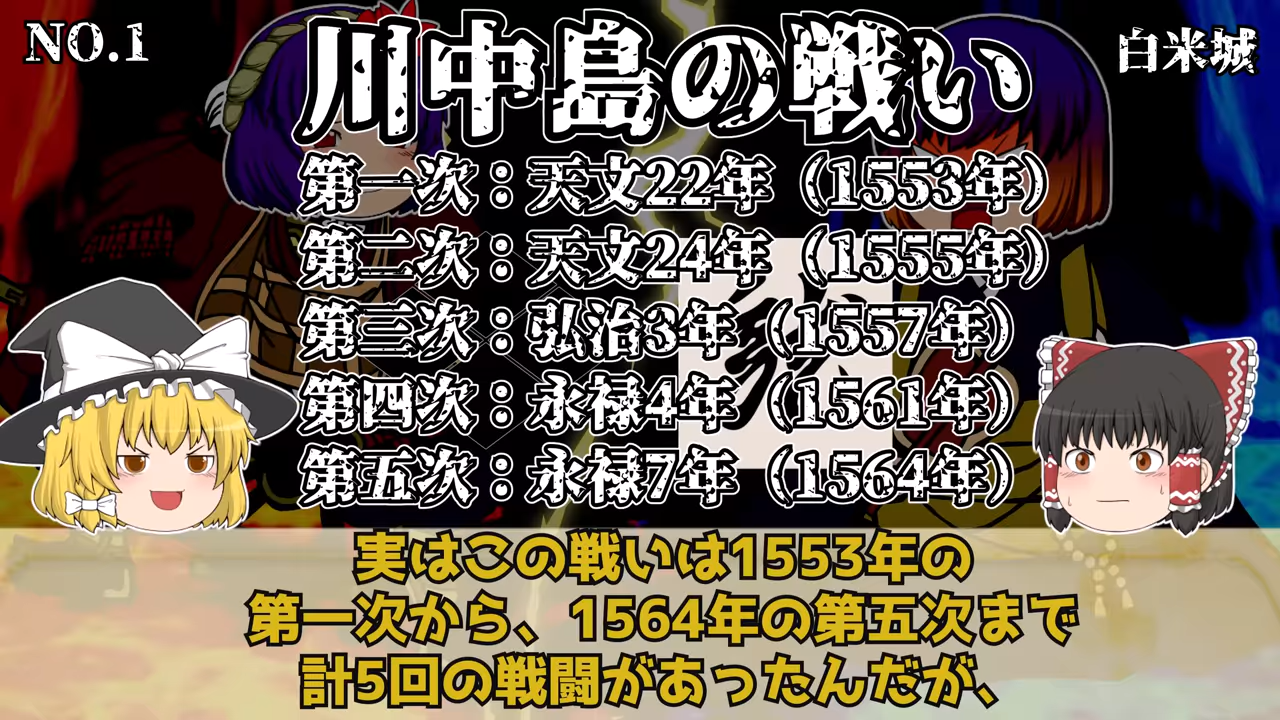 NO.1
川中島の戦い
白米城
第一次：天文22年（1553年）
第二次：天文24年（1555年）
第三次：弘治3年（1557年）
第四次：永禄4年（1561年）
第五次：永禄7年（1564年）
実はこの戦いは1553年の
第一次から、1564年の第五次まで
計5回の戦闘があったんだが、